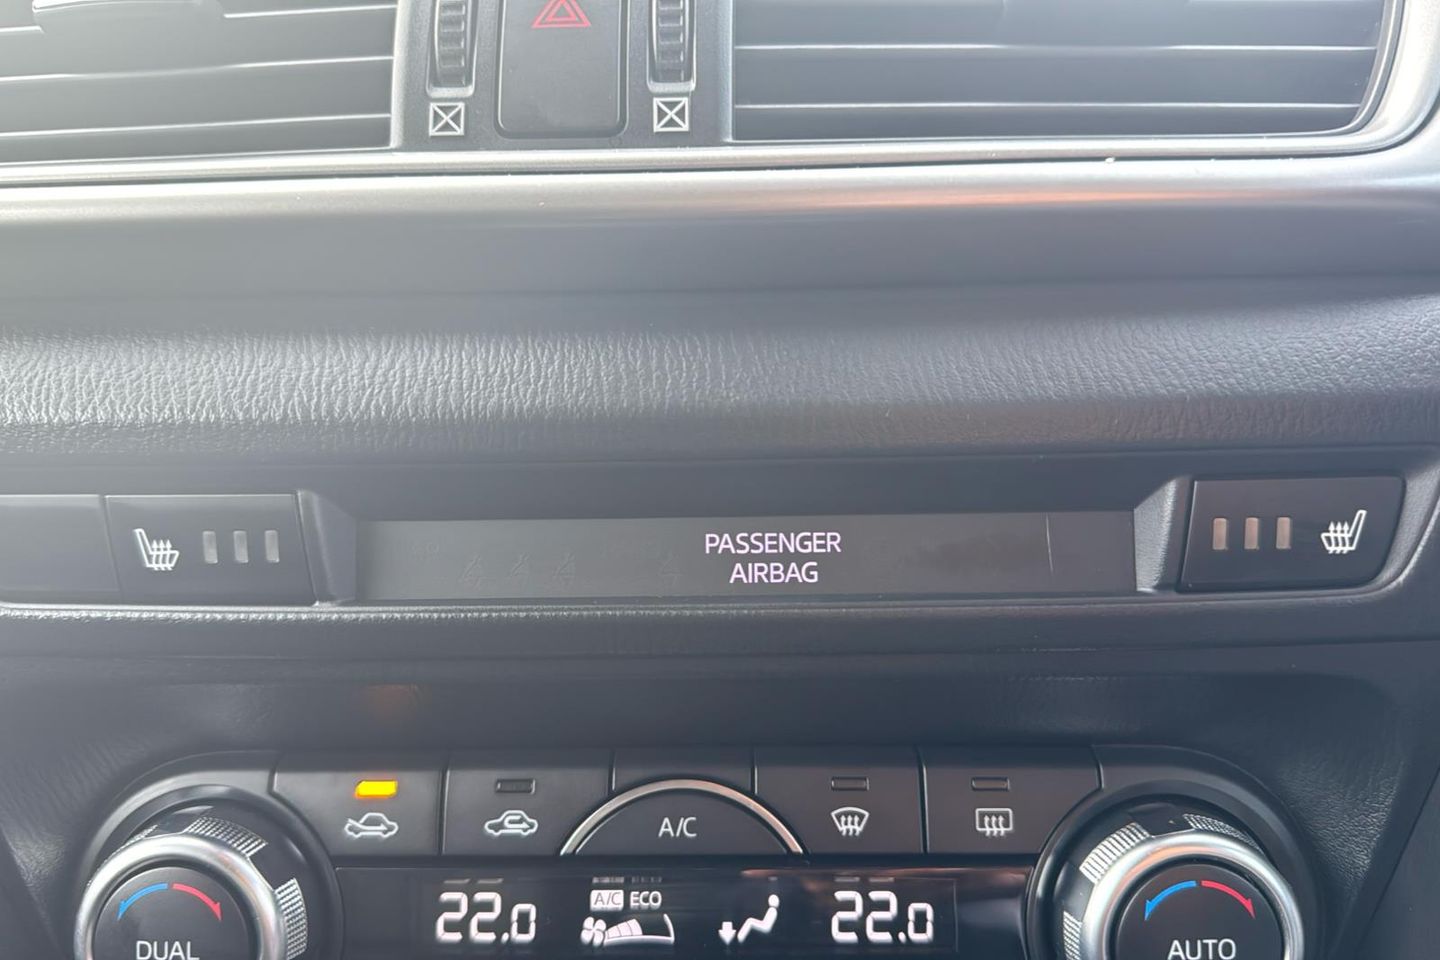 PASSENGER
AIRBAG
A/C
22.0
A/C ECO
22.0
DUAL
AUTO